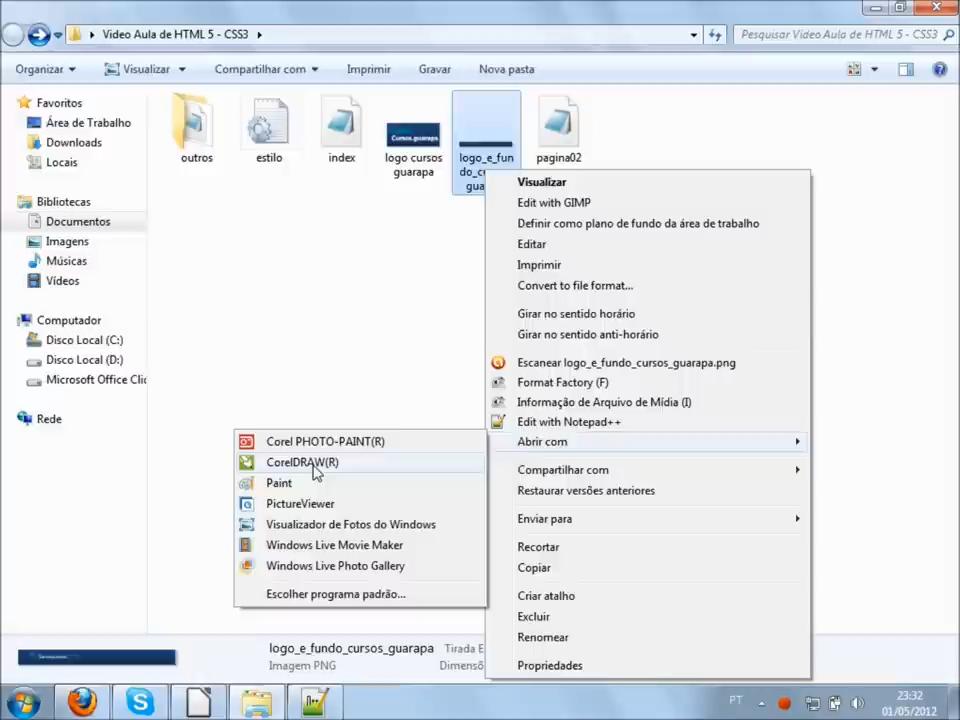 Video Aula de HTML 5 - CSS3
Pesquisar Video Aula de HTML 5 - CSS3
Organizar
Visualizar
Compartilhar com
Imprimir
Gravar
Nova pasta
Favoritos
Área de Trabalho
Downloads
Locais
Bibliotecas
Documentos
Imagens
Músicas
Vídeos
Computador
Disco Local (C:)
Disco Local (D:)
Microsoft Office Clic
Rede
outros
estilo
index
Cursos.guarapa
logo cursos
guarapa
logo_e_fun
pagina02
Visualizar
Edit with GIMP
Definir como plano de fundo da área de trabalho
Editar
Imprimir
Convert to file format...
Girar no sentido horário
Girar no sentido anti-horário
Escanear logo_e_fundo_cursos_guarapa.png
Format Factory (F)
Informação de Arquivo de Mídia (I)
Edit with Notepad++
Abrir com
Compartilhar com
Restaurar versões anteriores
Enviar para
Recortar
Copiar
Criar atalho
Excluir
Renomear
Propriedades
Corel PHOTO-PAINT(R)
CorelDRAW(R)
Paint
PictureViewer
Visualizador de Fotos do Windows
Windows Live Movie Maker
Windows Live Photo Gallery
Escolher programa padrão...
logo_e_fundo_cursos_guarapa
Tirada E
Imagem PNG
Dimensõ
PT
23:32
01/05/2012